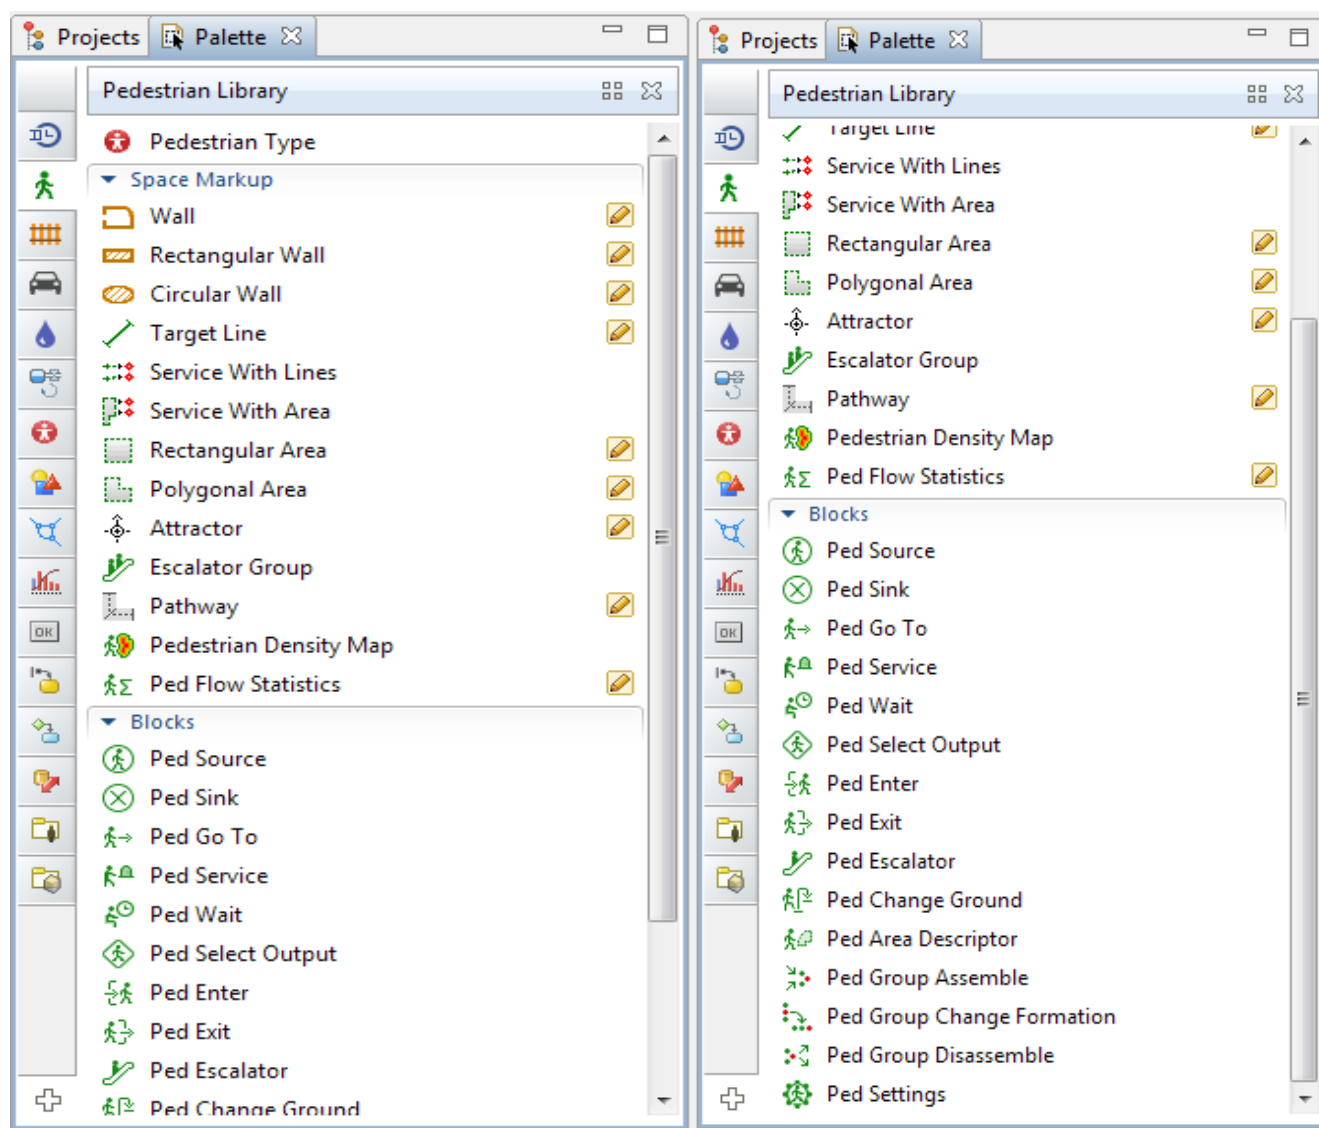 Projects
Palette
Pedestrian Library
Pedestrian Type
Space Markup
Wall
Rectangular Wall
Circular Wall
Target Line
Service With Lines
Service With Area
Rectangular Area
Polygonal Area
Attractor
Escalator Group
Pathway
Pedestrian Density Map
Ped Flow Statistics
Blocks
Ped Source
Ped Sink
Ped Go To
Ped Service
Ped Wait
Ped Select Output
Ped Enter
Ped Exit
Ped Escalator
Ped Change Ground
OK
Projects
Palette
Pedestrian Library
Target Line
Service With Lines
Service With Area
Rectangular Area
Polygonal Area
Attractor
Escalator Group
Pathway
Pedestrian Density Map
Ped Flow Statistics
Blocks
Ped Source
Ped Sink
Ped Go To
Ped Service
Ped Wait
Ped Select Output
Ped Enter
Ped Exit
Ped Escalator
Ped Change Ground
Ped Area Descriptor
Ped Group Assemble
Ped Group Change Formation
Ped Group Disassemble
Ped Settings
OK